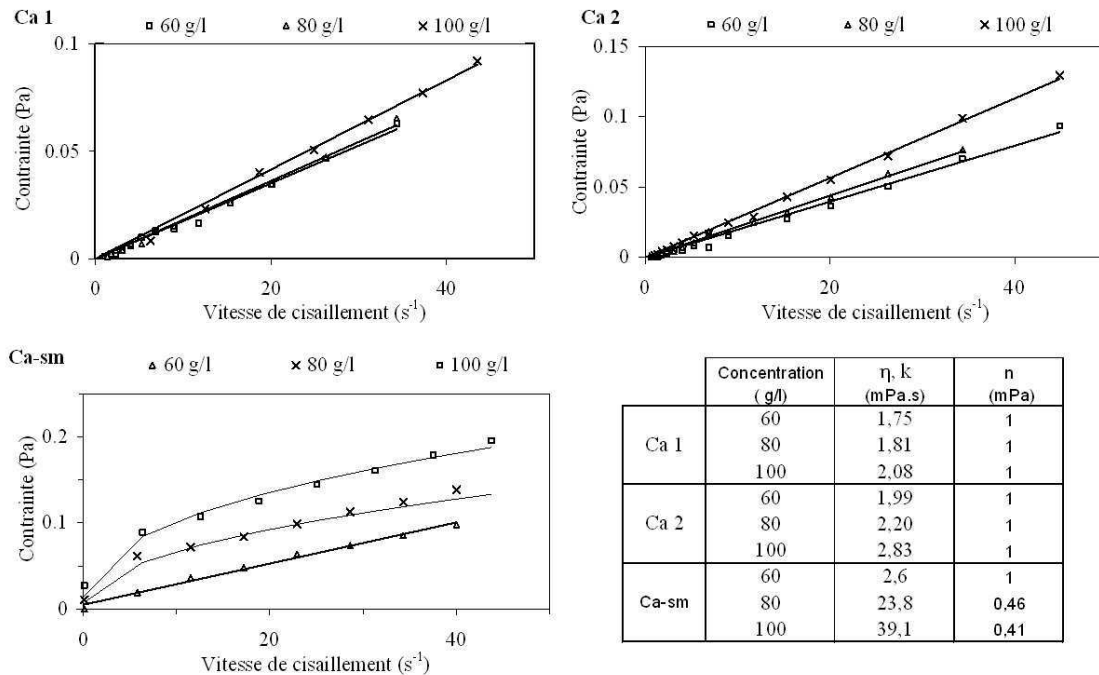 Ca 1
60 g/l 80 g/l 100 g/l
0.1
0.05
0
Contrainte (Pa)
0 20 40
Vitesse de cisaillement (s⁻¹)
Ca 2
60 g/l 80 g/l 100 g/l
0.15
0.1
0.05
0
Contrainte (Pa)
0 20 40
Vitesse de cisaillement (s⁻¹)
Ca-sm
60 g/l 80 g/l 100 g/l
0.2
0.1
0
Contrainte (Pa)
0 20 40
Vitesse de cisaillement (s⁻¹)
Concentration η, k n
( g/l) (mPa.s) (mPa)
60 1,75 1
Ca 1 80 1,81 1
100 2,08 1
60 1,99 1
Ca 2 80 2,20 1
100 2,83 1
60 2,6 1
Ca-sm 80 23,8 0,46
100 39,1 0,41